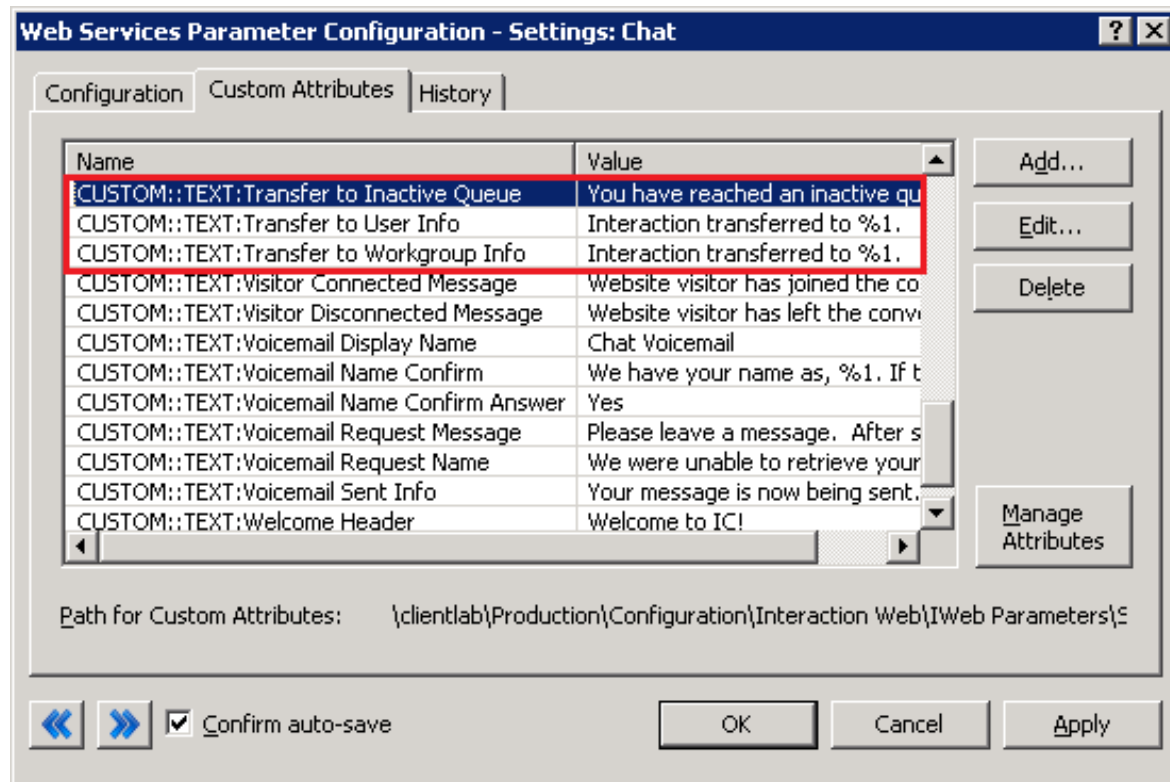 Web Services Parameter Configuration - Settings: Chat
Configuration Custom Attributes History
Name Value
CUSTOM::TEXT:Transfer to Inactive Queue You have reached an inactive qu
CUSTOM::TEXT:Transfer to User Info Interaction transferred to %1.
CUSTOM::TEXT:Transfer to Workgroup Info Interaction transferred to %1.
CUSTOM::TEXT:Visitor Connected Message Website visitor has joined the co
CUSTOM::TEXT:Visitor Disconnected Message Website visitor has left the conv
CUSTOM::TEXT:Voicemail Display Name Chat Voicemail
CUSTOM::TEXT:Voicemail Name Confirm We have your name as, %1. If t
CUSTOM::TEXT:Voicemail Name Confirm Answer Yes
CUSTOM::TEXT:Voicemail Request Message Please leave a message.  After s
CUSTOM::TEXT:Voicemail Request Name We were unable to retrieve your
CUSTOM::TEXT:Voicemail Sent Info Your message is now being sent.
CUSTOM::TEXT:Welcome Header Welcome to IC!
Add...
Edit...
Delete
Manage
Attributes
Path for Custom Attributes: \clientlab\Production\Configuration\Interaction Web\IWeb Parameters\S
Confirm auto-save OK Cancel Apply